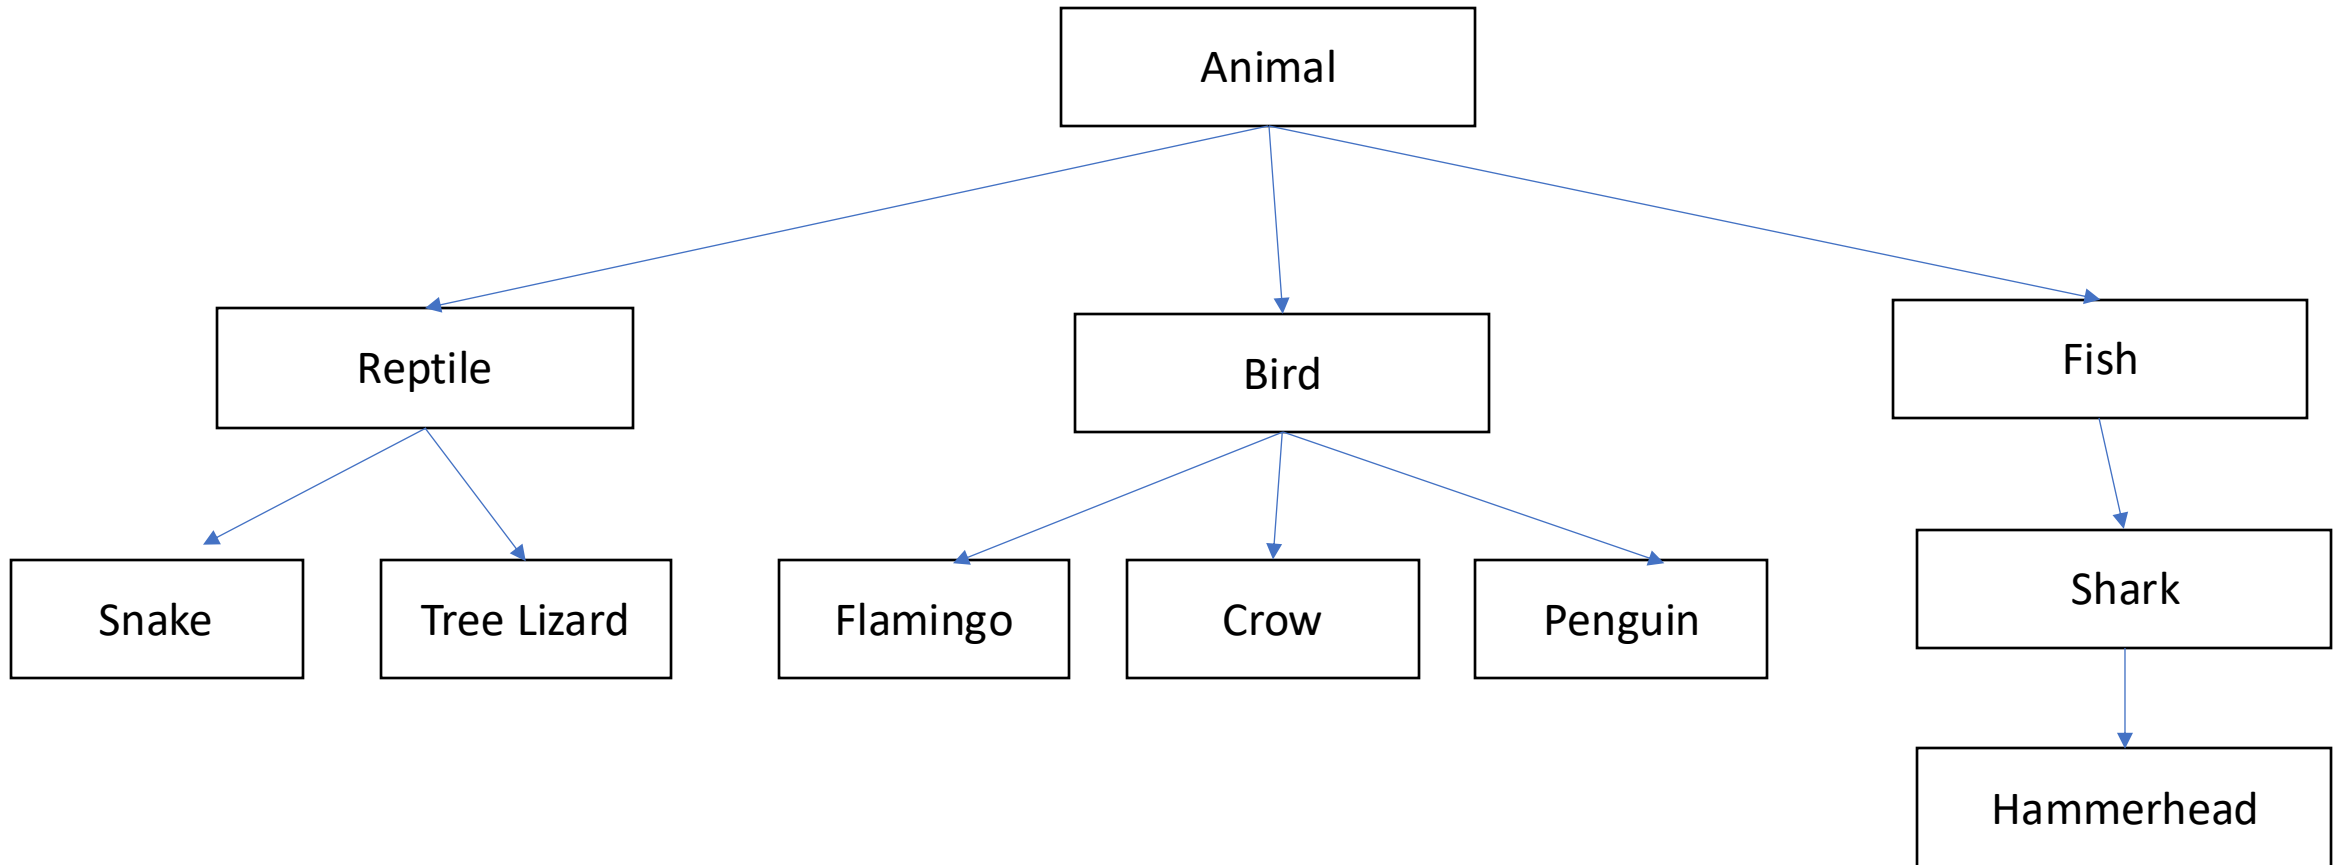 Animal
Reptile
Bird
Fish
Snake
Tree Lizard
Flamingo
Crow
Penguin
Shark
Hammerhead